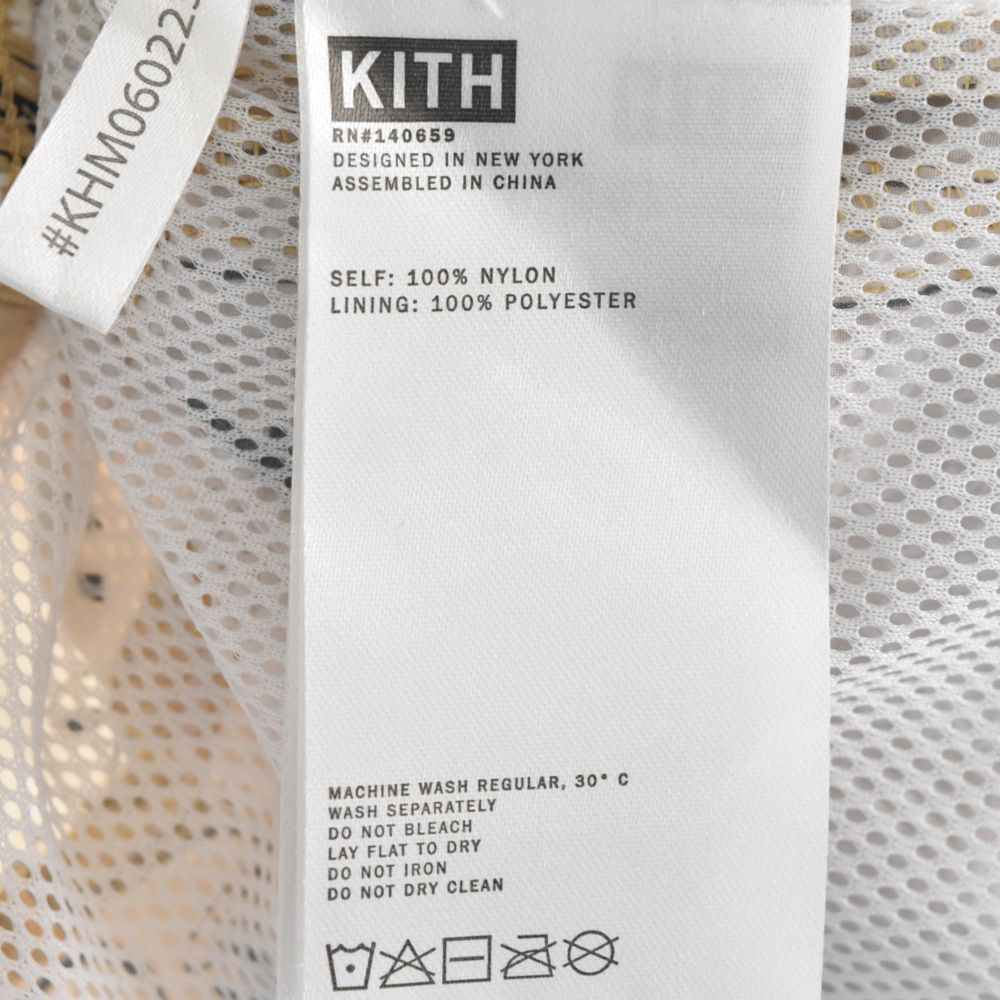 #KHM060223
KITH
RN#140659
DESIGNED IN NEW YORK
ASSEMBLED IN CHINA
SELF: 100% NYLON
LINING: 100% POLYESTER
MACHINE WASH REGULAR, 30° C
WASH SEPARATELY
DO NOT BLEACH
LAY FLAT TO DRY
DO NOT IRON
DO NOT DRY CLEAN